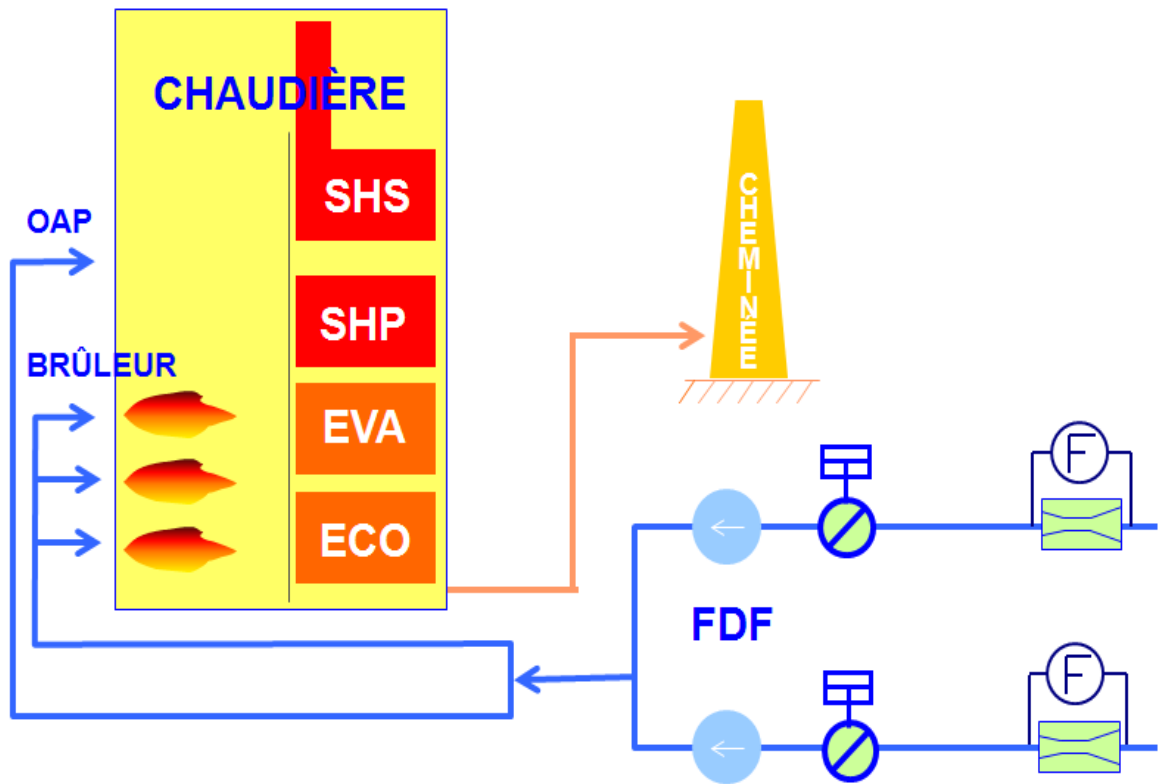 CHAUDIÈRE
SHS
OAP
SHP
BRÛLEUR
EVA
ECO
CHEMINÉE
F
FDF
F